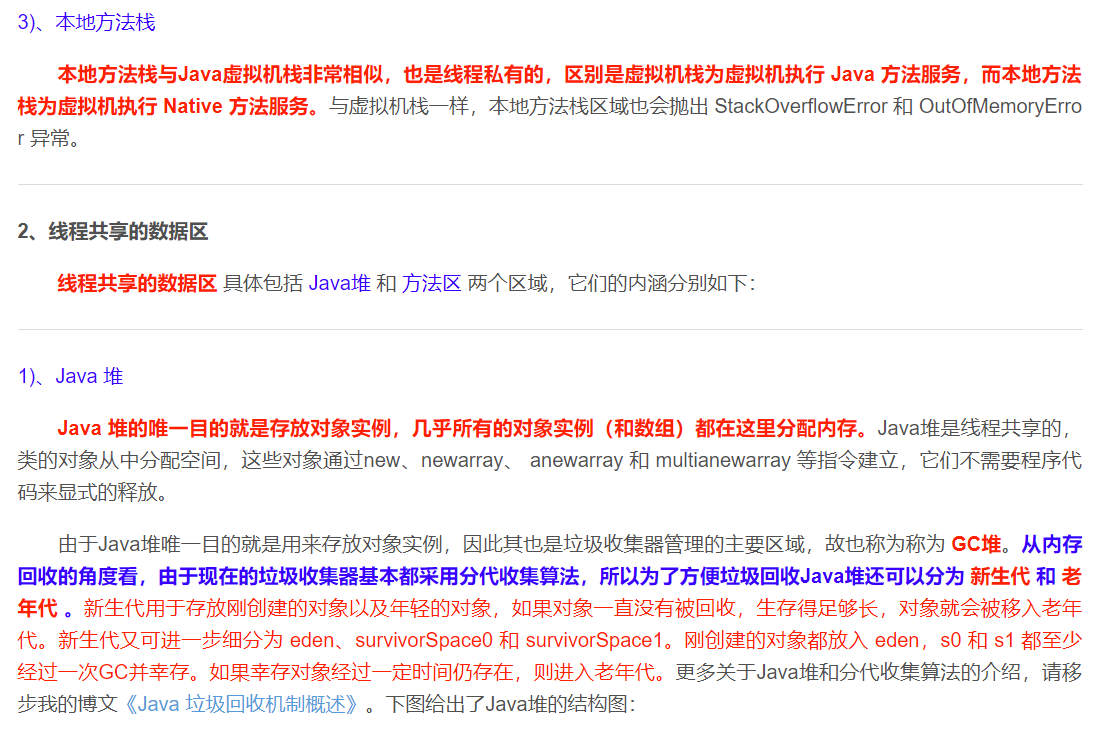 3)、本地方法栈
本地方法栈与Java虚拟机栈非常相似，也是线程私有的，区别是虚拟机栈为虚拟机执行 Java 方法服务，而本地方法
栈为虚拟机执行 Native 方法服务。与虚拟机栈一样，本地方法栈区域也会抛出 StackOverflowError 和 OutOfMemoryErro
r 异常。
2、线程共享的数据区
线程共享的数据区 具体包括 Java堆 和 方法区 两个区域，它们的内涵分别如下：
1)、Java 堆
Java 堆的唯一目的就是存放对象实例，几乎所有的对象实例（和数组）都在这里分配内存。Java堆是线程共享的，
类的对象从中分配空间，这些对象通过new、newarray、 anewarray 和 multianewarray 等指令建立，它们不需要程序代
码来显式的释放。
由于Java堆唯一目的就是用来存放对象实例，因此其也是垃圾收集器管理的主要区域，故也称为称为 GC堆。从内存
回收的角度看，由于现在的垃圾收集器基本都采用分代收集算法，所以为了方便垃圾回收Java堆还可以分为 新生代 和 老
年代 。新生代用于存放刚创建的对象以及年轻的对象，如果对象一直没有被回收，生存得足够长，对象就会被移入老年
代。新生代又可进一步细分为 eden、survivorSpace0 和 survivorSpace1。刚创建的对象都放入 eden，s0 和 s1 都至少
经过一次GC并幸存。如果幸存对象经过一定时间仍存在，则进入老年代。更多关于Java堆和分代收集算法的介绍，请移
步我的博文《Java 垃圾回收机制概述》。下图给出了Java堆的结构图：